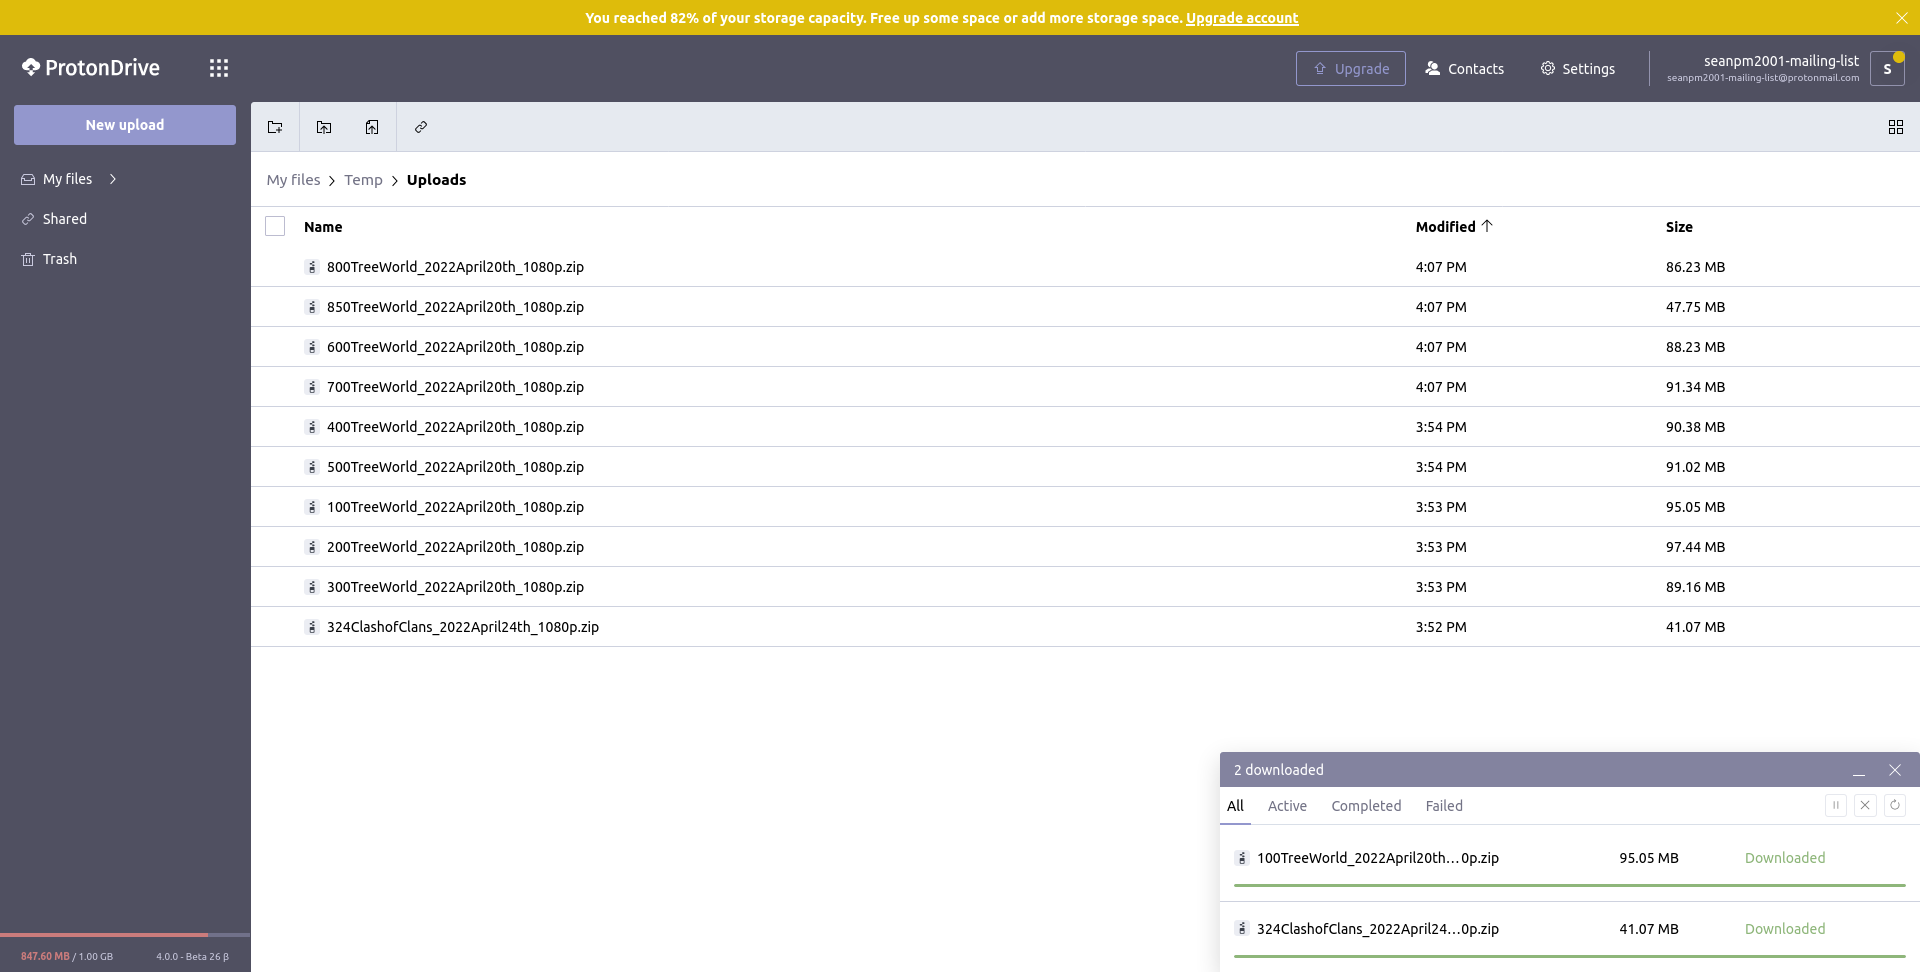 You reached 82% of your storage capacity. Free up some space or add more storage space. Upgrade account
ProtonDrive
Upgrade
Contacts
Settings
seanpm2001-mailing-list
seanpm2001-mailing-list@protonmail.com
S
New upload
My files
Shared
Trash
My files > Temp > Uploads
Name Modified Size
800TreeWorld_2022April20th_1080p.zip 4:07 PM 86.23 MB
850TreeWorld_2022April20th_1080p.zip 4:07 PM 47.75 MB
600TreeWorld_2022April20th_1080p.zip 4:07 PM 88.23 MB
700TreeWorld_2022April20th_1080p.zip 4:07 PM 91.34 MB
400TreeWorld_2022April20th_1080p.zip 3:54 PM 90.38 MB
500TreeWorld_2022April20th_1080p.zip 3:54 PM 91.02 MB
100TreeWorld_2022April20th_1080p.zip 3:53 PM 95.05 MB
200TreeWorld_2022April20th_1080p.zip 3:53 PM 97.44 MB
300TreeWorld_2022April20th_1080p.zip 3:53 PM 89.16 MB
324ClashofClans_2022April24th_1080p.zip 3:52 PM 41.07 MB
2 downloaded
All Active Completed Failed
100TreeWorld_2022April20th…0p.zip 95.05 MB Downloaded
324ClashofClans_2022April24…0p.zip 41.07 MB Downloaded
847.60 MB / 1.00 GB 4.0.0 - Beta 26 β